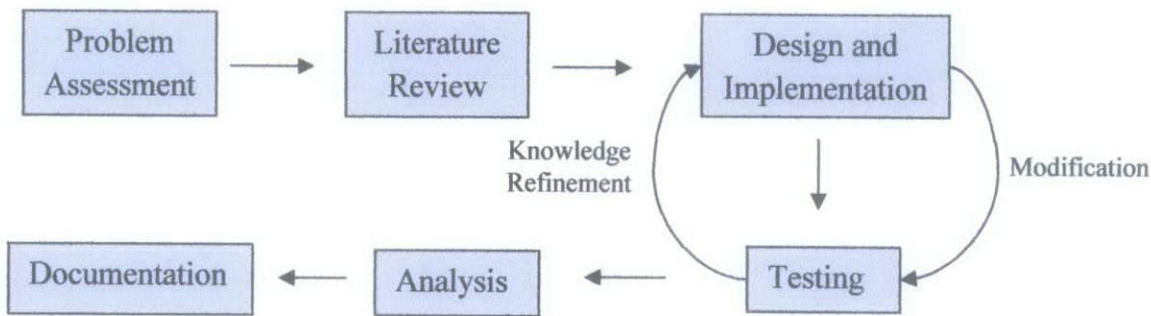 Problem
Assessment
Literature
Review
Design and
Implementation
Knowledge
Refinement
Modification
Testing
Analysis
Documentation